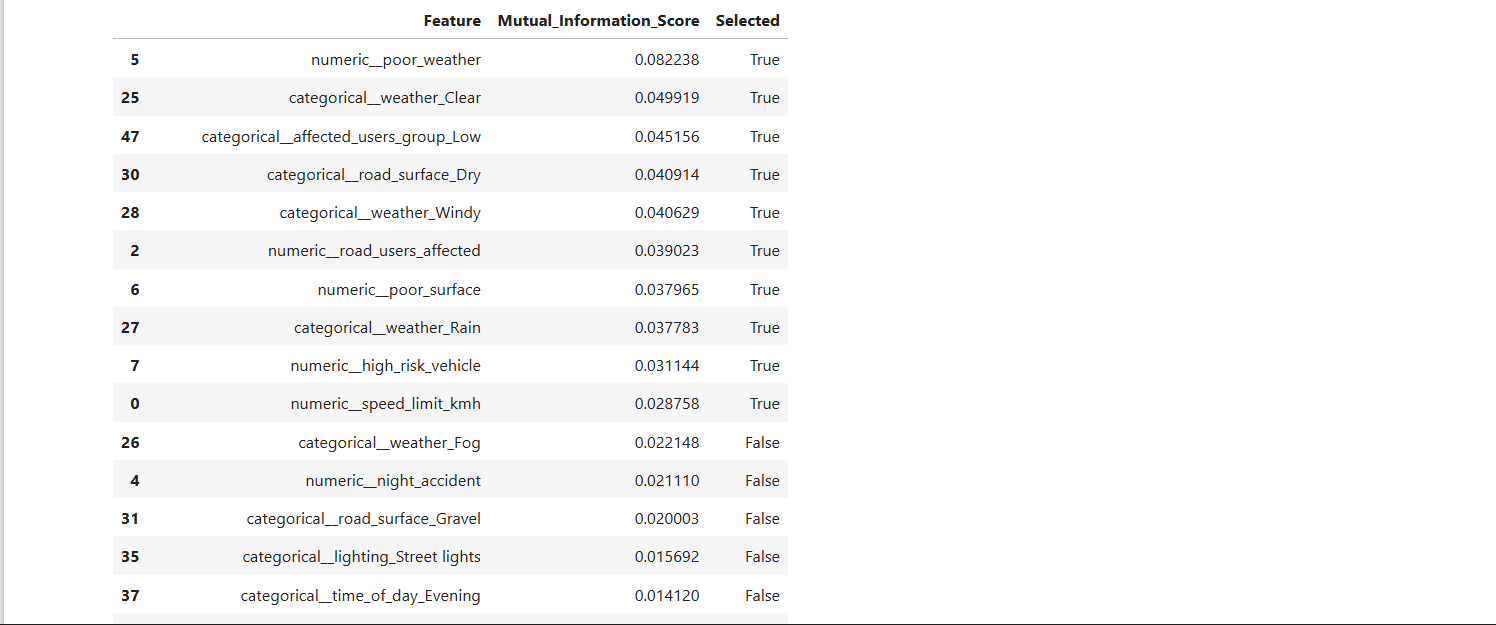 Feature Mutual_Information_Score Selected
5 numeric__poor_weather 0.082238 True
25 categorical__weather_Clear 0.049919 True
47 categorical__affected_users_group_Low 0.045156 True
30 categorical__road_surface_Dry 0.040914 True
28 categorical__weather_Windy 0.040629 True
2 numeric__road_users_affected 0.039023 True
6 numeric__poor_surface 0.037965 True
27 categorical__weather_Rain 0.037783 True
7 numeric__high_risk_vehicle 0.031144 True
0 numeric__speed_limit_kmh 0.028758 True
26 categorical__weather_Fog 0.022148 False
4 numeric__night_accident 0.021110 False
31 categorical__road_surface_Gravel 0.020003 False
35 categorical__lighting_Street lights 0.015692 False
37 categorical__time_of_day_Evening 0.014120 False